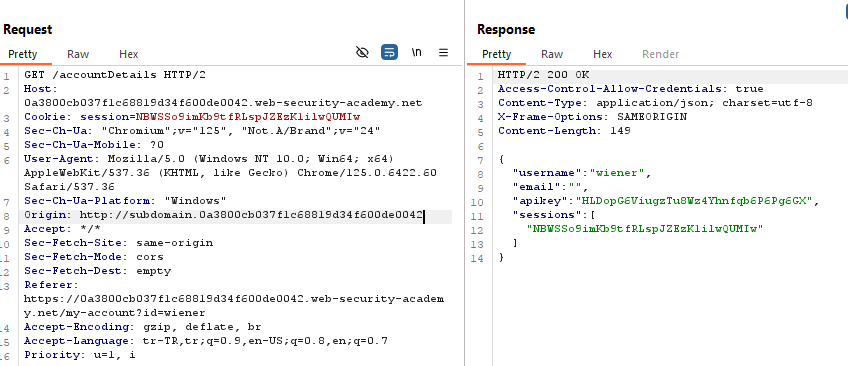 Request
Response
Pretty Raw Hex
\n
Pretty Raw Hex Render
1 GET /accountDetails HTTP/2
2 Host:
0a3800cb037f1c68819d34f600de0042.web-security-academy.net
3 Cookie: session=NBWSSo9imKb9tfRLspJZEzKlilwQUMIw
4 Sec-Ch-Ua: "Chromium";v="125", "Not.A/Brand";v="24"
5 Sec-Ch-Ua-Mobile: ?0
6 User-Agent: Mozilla/5.0 (Windows NT 10.0; Win64; x64)
AppleWebKit/537.36 (KHTML, like Gecko) Chrome/125.0.6422.60
Safari/537.36
7 Sec-Ch-Ua-Platform: "Windows"
8 Origin: http://subdomain.0a3800cb037f1c68819d34f600de0042
9 Accept: */*
10 Sec-Fetch-Site: same-origin
11 Sec-Fetch-Mode: cors
12 Sec-Fetch-Dest: empty
13 Referer:
https://0a3800cb037f1c68819d34f600de0042.web-security-academ
y.net/my-account?id=wiener
14 Accept-Encoding: gzip, deflate, br
15 Accept-Language: tr-TR,tr;q=0.9,en-US;q=0.8,en;q=0.7
16 Priority: u=1, i
1 HTTP/2 200 OK
2 Access-Control-Allow-Credentials: true
3 Content-Type: application/json; charset=utf-8
4 X-Frame-Options: SAMEORIGIN
5 Content-Length: 149
6
7 {
8 "username":"wiener",
9 "email":"",
10 "apikey":"HLDopG6ViugzTu8Wz4Yhnfqb6P6Pg6GX",
11 "sessions":[
12 "NBWSSo9imKb9tfRLspJZEzKlilwQUMIw"
13 ]
14 }